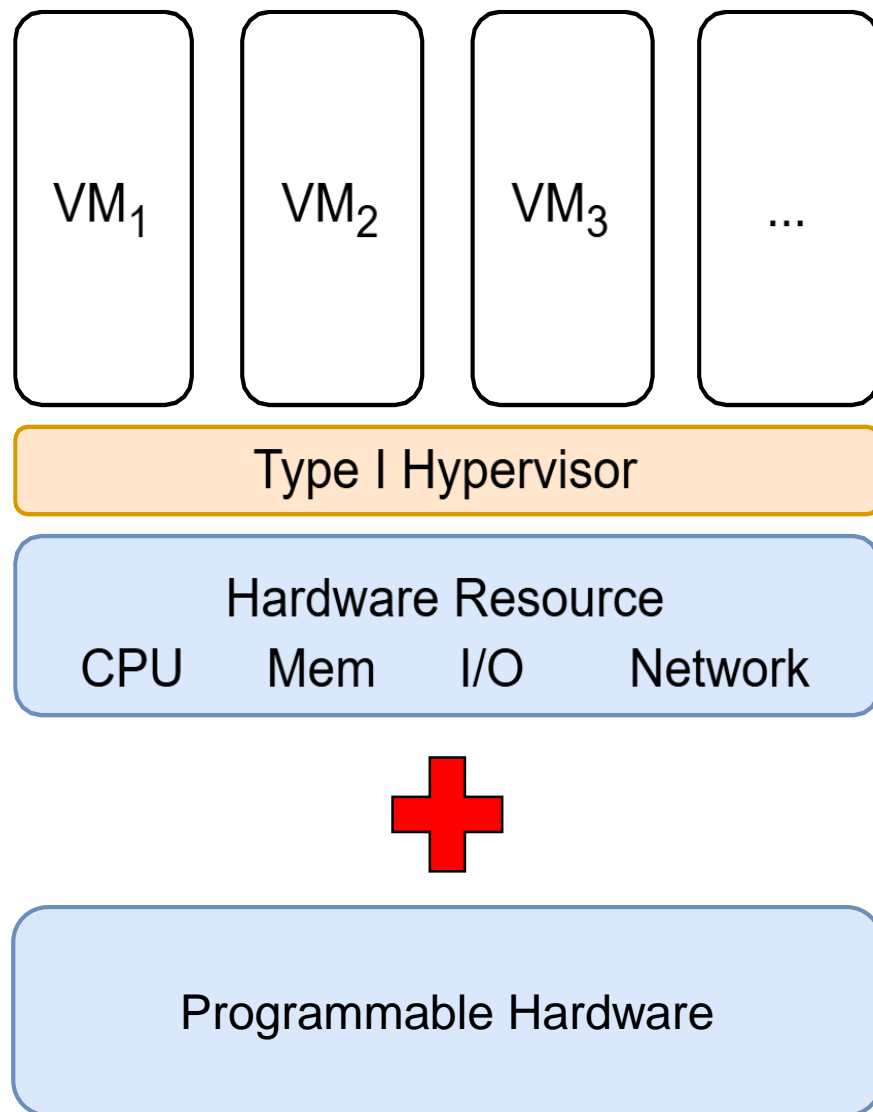 VM₁ VM₂ VM₃ ...
Type I Hypervisor
Hardware Resource
CPU Mem I/O Network
Programmable Hardware